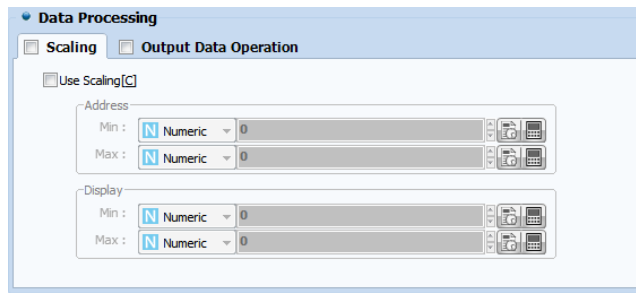 Data Processing
Scaling Output Data Operation
Use Scaling[C]
Address
Min : N Numeric 0
Max : N Numeric 0
Display
Min : N Numeric 0
Max : N Numeric 0